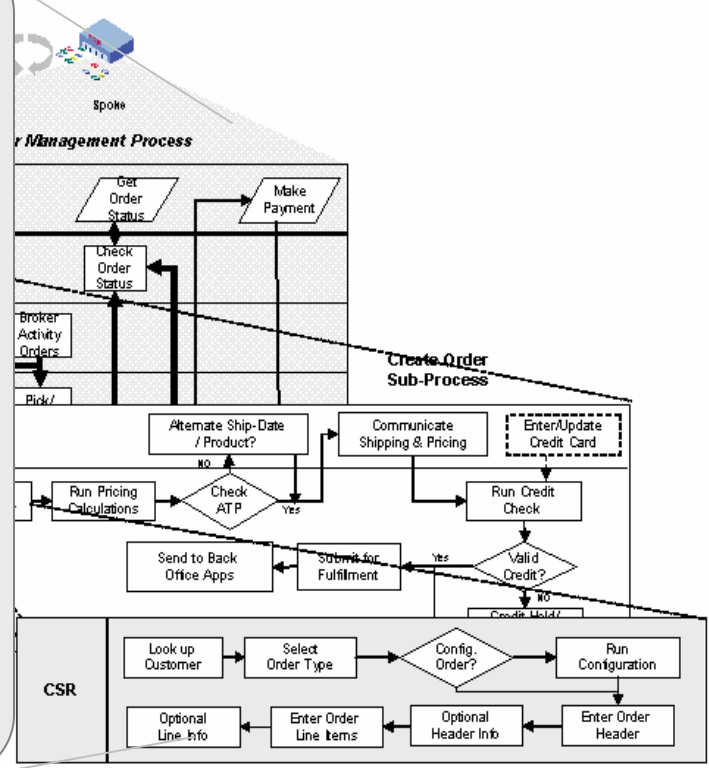 Spoke
r Management Process
Get
Order
Status
Make
Payment
Check
Order
Status
Broker
Activity
Orders
Pick/
Create Order
Sub-Process
Alternate Ship-Date
/ Product?
Communicate
Shipping & Pricing
Enter/Update
Credit Card
NO
Run Pricing
Calculations
Check
ATP
Yes
Run Credit
Check
Send to Back
Office Apps
Submit for
Fulfillment
Yes
Valid
Credit?
NO
Credit Hold/
CSR
Look up
Customer
Select
Order Type
Config.
Order?
Run
Configuration
Optional
Line Info
Enter Order
Line Items
Optional
Header Info
Enter Order
Header